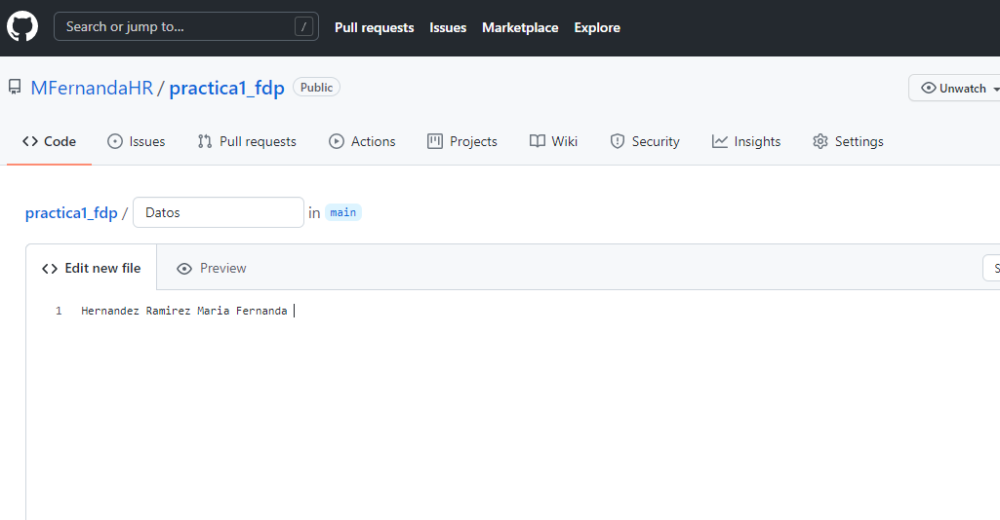 Search or jump to... /
Pull requests Issues Marketplace Explore
MFernandaHR / practica1_fdp Public
Unwatch
Code Issues Pull requests Actions Projects Wiki Security Insights Settings
practica1_fdp / Datos in main
Edit new file Preview
S
1 Hernandez Ramirez Maria Fernanda